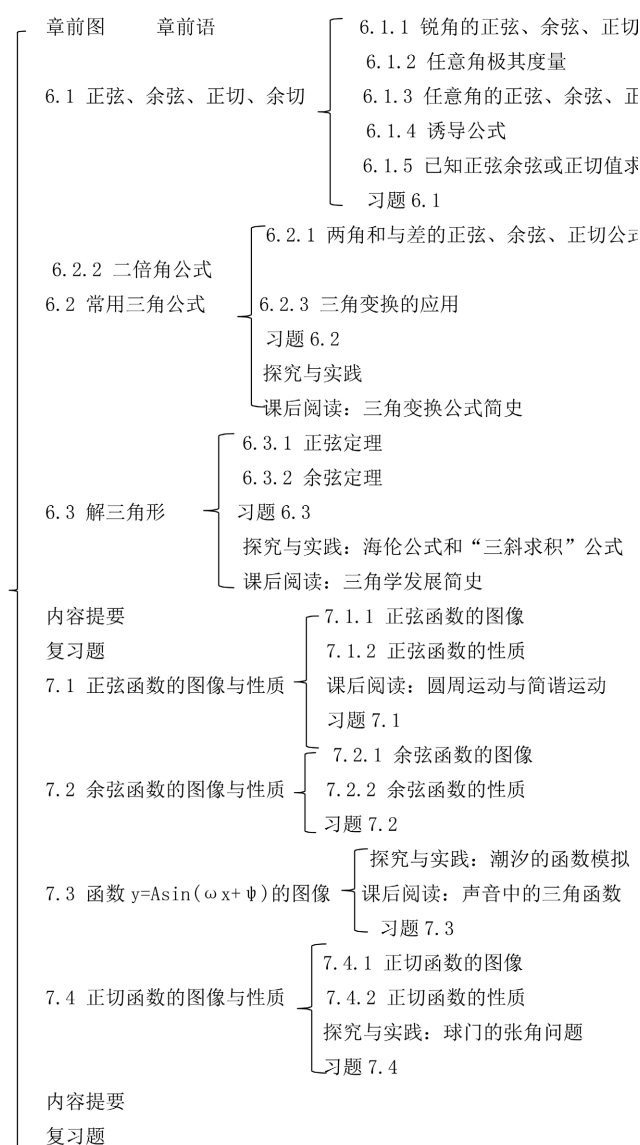 章前图 章前语
6.1.1 锐角的正弦、余弦、正切
6.1.2 任意角极其度量
6.1 正弦、余弦、正切、余切
6.1.3 任意角的正弦、余弦、正
6.1.4 诱导公式
6.1.5 已知正弦余弦或正切值求
习题 6.1
6.2.1 两角和与差的正弦、余弦、正切公式
6.2.2 二倍角公式
6.2 常用三角公式
6.2.3 三角变换的应用
习题 6.2
探究与实践
课后阅读：三角变换公式简史
6.3.1 正弦定理
6.3.2 余弦定理
6.3 解三角形
习题 6.3
探究与实践：海伦公式和“三斜求积”公式
课后阅读：三角学发展简史
内容提要
7.1.1 正弦函数的图像
复习题
7.1.2 正弦函数的性质
7.1 正弦函数的图像与性质
课后阅读：圆周运动与简谐运动
习题 7.1
7.2.1 余弦函数的图像
7.2 余弦函数的图像与性质
7.2.2 余弦函数的性质
习题 7.2
探究与实践：潮汐的函数模拟
7.3 函数 y=Asin(ωx+ψ)的图像
课后阅读：声音中的三角函数
习题 7.3
7.4.1 正切函数的图像
7.4 正切函数的图像与性质
7.4.2 正切函数的性质
探究与实践：球门的张角问题
习题 7.4
内容提要
复习题